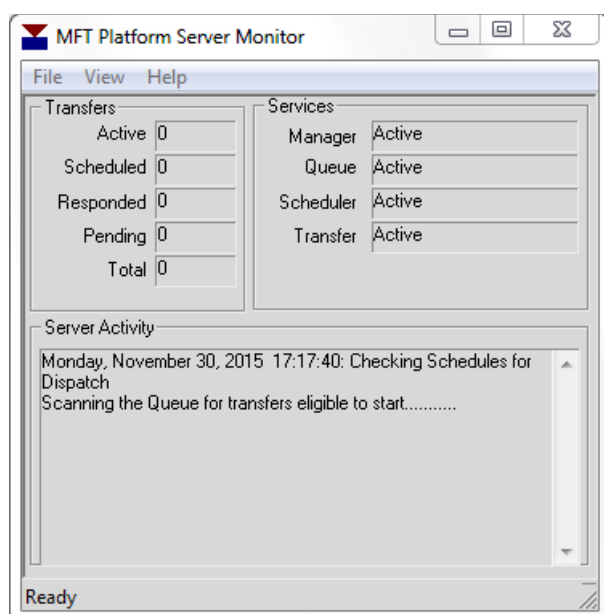 MFT Platform Server Monitor
File View Help
Transfers
Active 0
Scheduled 0
Responded 0
Pending 0
Total 0
Services
Manager Active
Queue Active
Scheduler Active
Transfer Active
Server Activity
Monday, November 30, 2015  17:17:40: Checking Schedules for
Dispatch
Scanning the Queue for transfers eligible to start...........
Ready